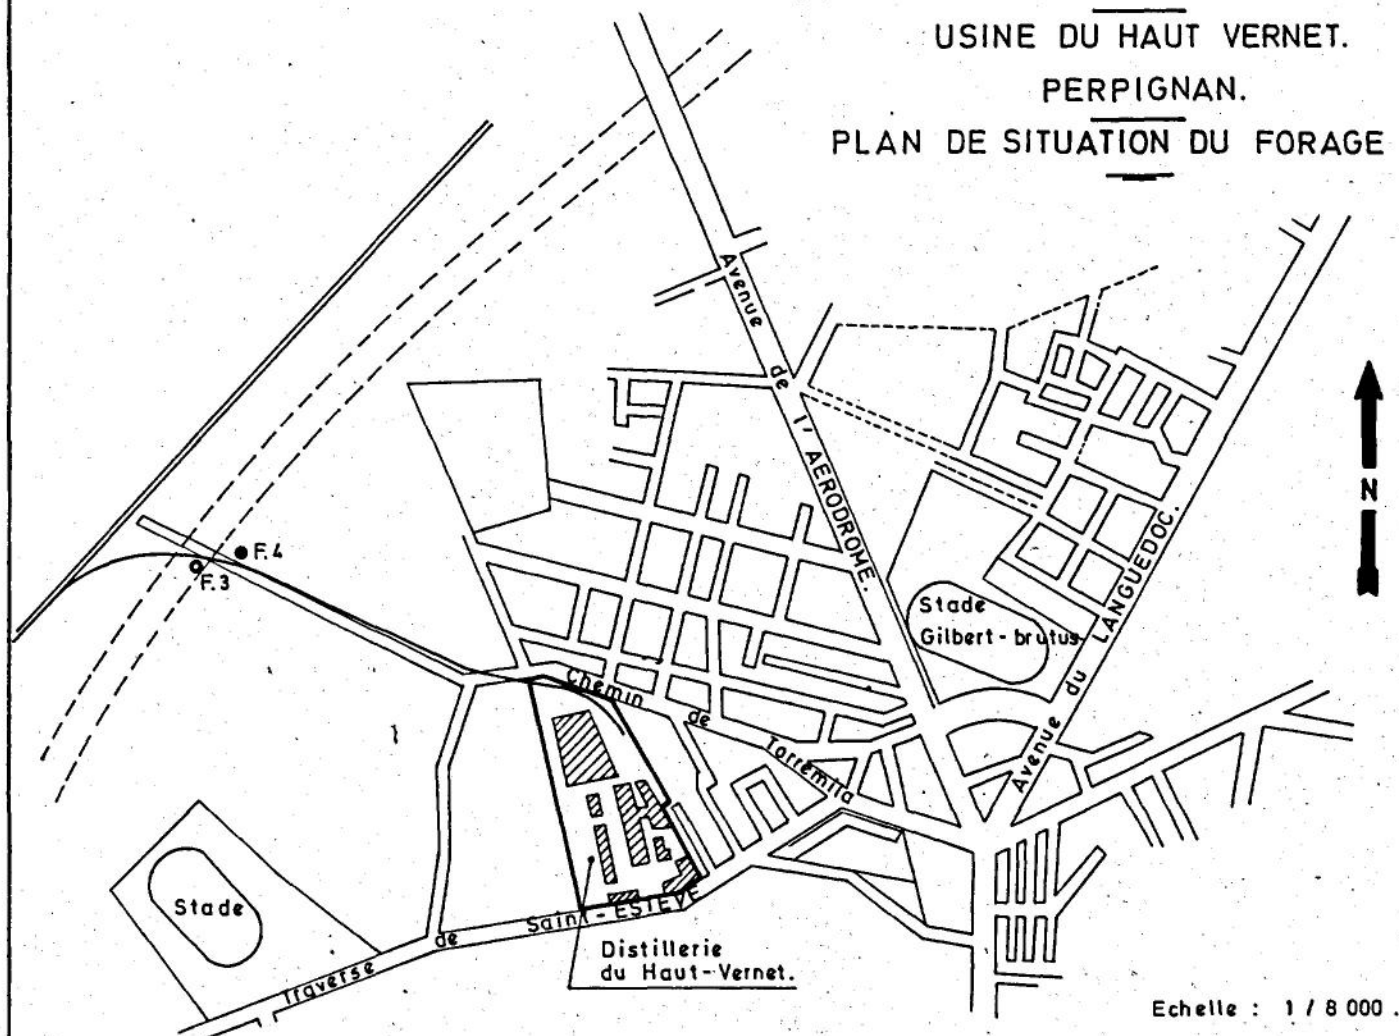 USINE DU HAUT VERNET.
PERPIGNAN.
PLAN DE SITUATION DU FORAGE
Avenue de l' AERODROME.
N
F.4
F.3
Stade
Gilbert-brutus
Avenue du LANGUEDOC.
Chemin de Torremila
Stade
Traverse de Saint-ESTEVE
Distillerie
du Haut-Vernet.
Echelle : 1 / 8 000.